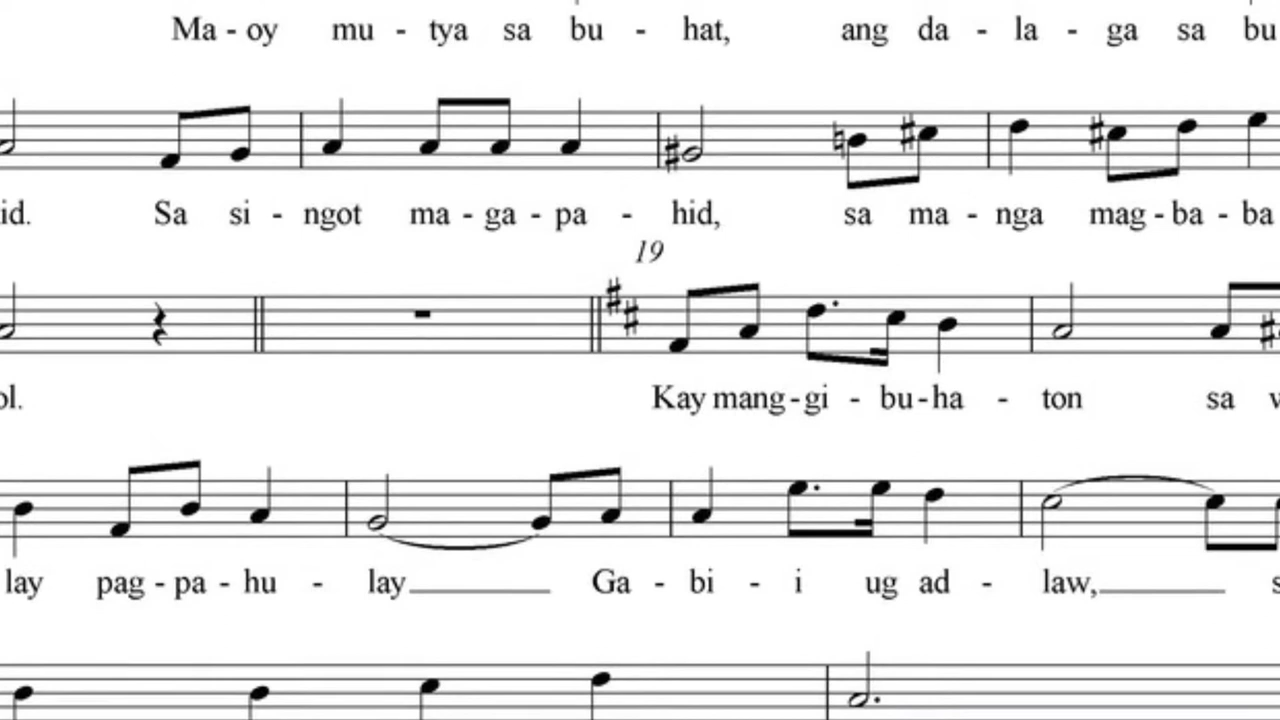 Ma - oy mu - tya sa bu - hat, ang da - la - ga sa bu
id. Sa si - ngot ma - ga - pa - hid, sa ma - nga mag - ba - ba
19
ol. Kay mang - gi - bu - ha - ton sa
lay pag - pa - hu - lay Ga - bi - i ug ad - law,